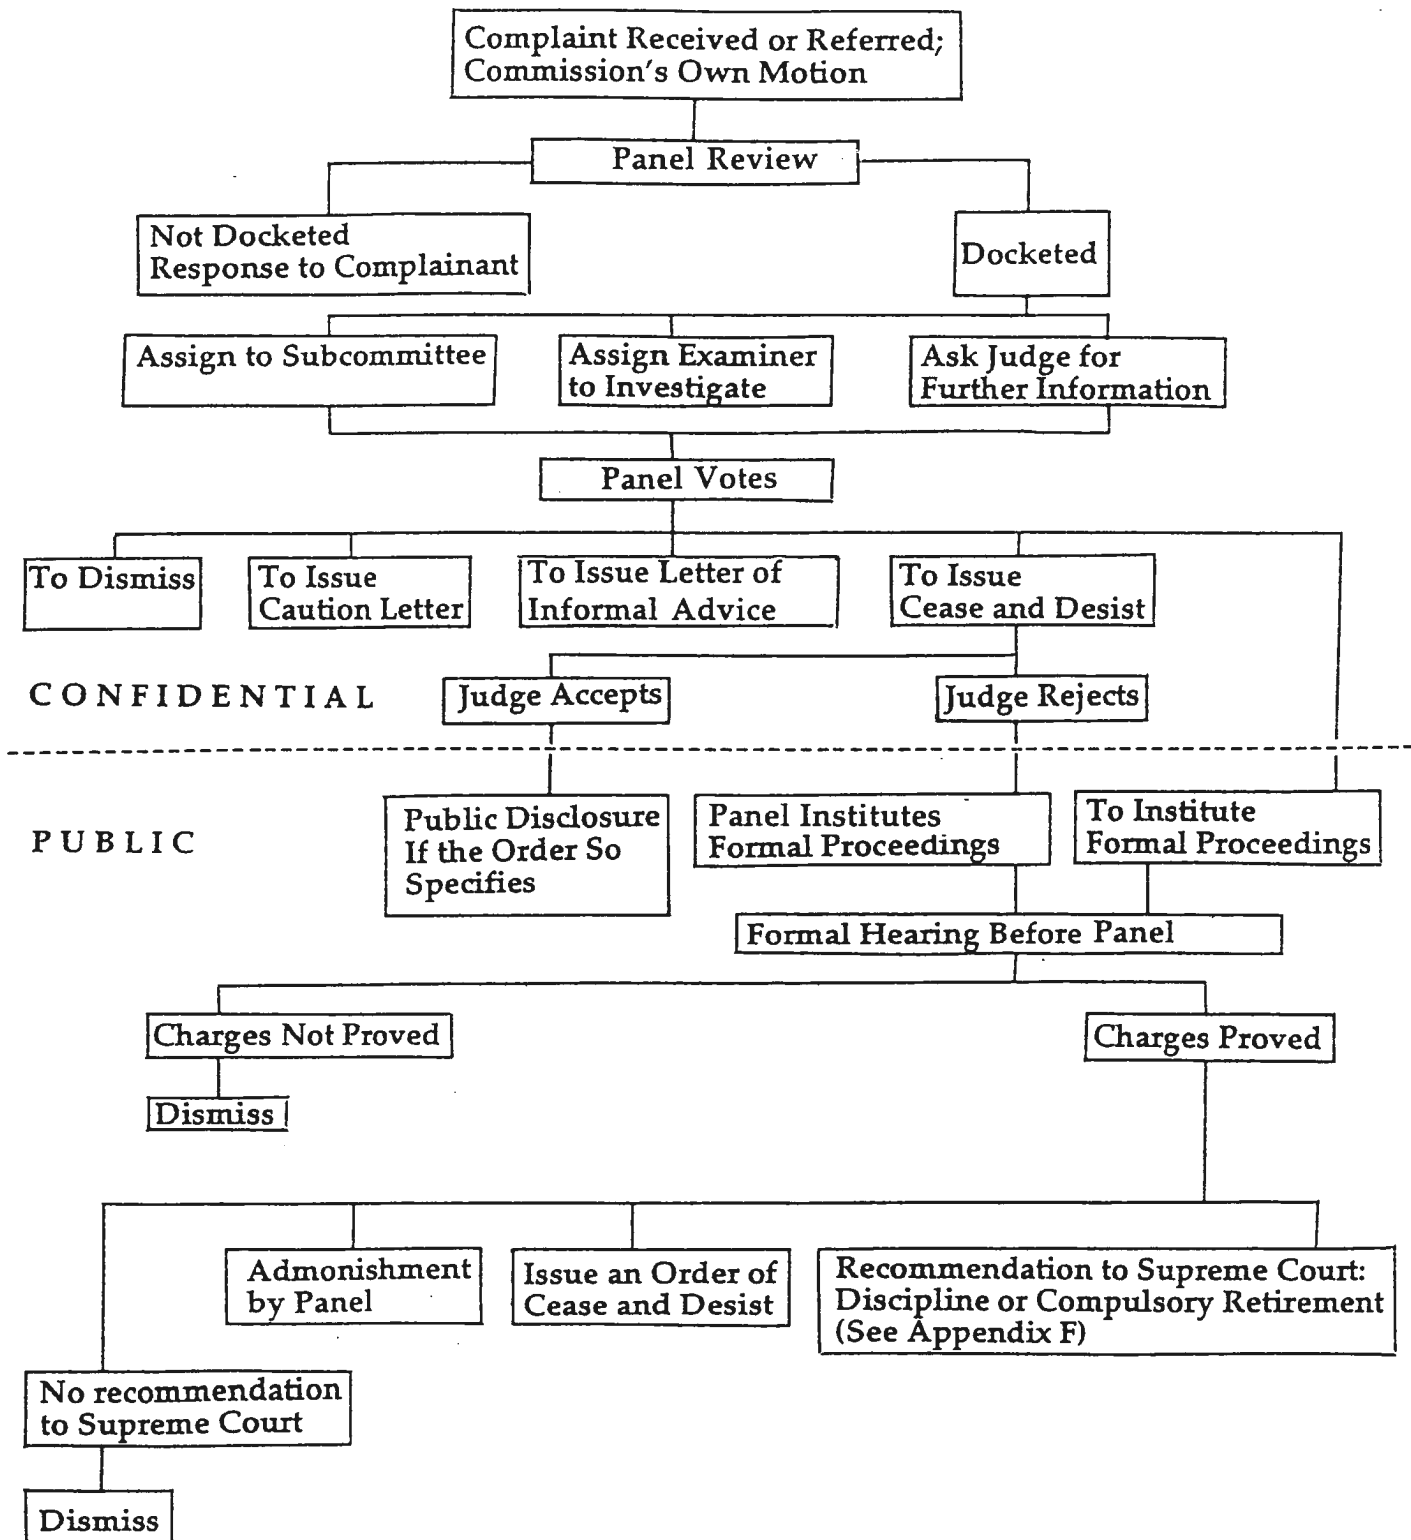 Complaint Received or Referred;
Commission's Own Motion
Panel Review
Not Docketed
Response to Complainant
Docketed
Assign to Subcommittee
Assign Examiner
to Investigate
Ask Judge for
Further Information
Panel Votes
To Dismiss
To Issue
Caution Letter
To Issue Letter of
Informal Advice
To Issue
Cease and Desist
CONFIDENTIAL
Judge Accepts
Judge Rejects
PUBLIC
Public Disclosure
If the Order So
Specifies
Panel Institutes
Formal Proceedings
To Institute
Formal Proceedings
Formal Hearing Before Panel
Charges Not Proved
Charges Proved
Dismiss
Admonishment
by Panel
Issue an Order of
Cease and Desist
Recommendation to Supreme Court:
Discipline or Compulsory Retirement
(See Appendix F)
No recommendation
to Supreme Court
Dismiss